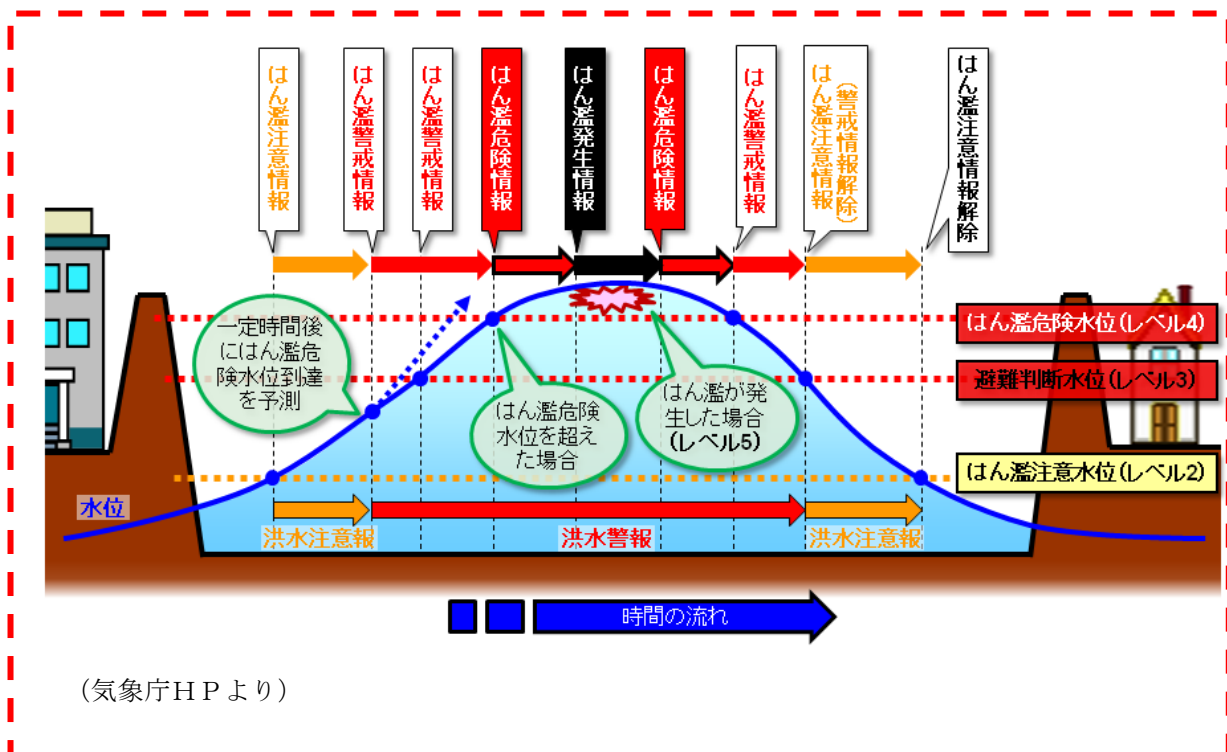 はん濫注意情報
はん濫警戒情報
はん濫警戒情報
はん濫危険情報
はん濫発生情報
はん濫危険情報
はん濫警戒情報
はん濫注意情報
(警戒情報解除)
はん濫注意情報解除
一定時間後
にはん濫危
険水位到達
を予測
はん濫危険
水位を超え
た場合
はん濫が発
生した場合
(レベル5)
はん濫危険水位(レベル4)
避難判断水位(レベル3)
はん濫注意水位(レベル2)
水位
洪水注意報
洪水警報
洪水注意報
時間の流れ
(気象庁HPより)